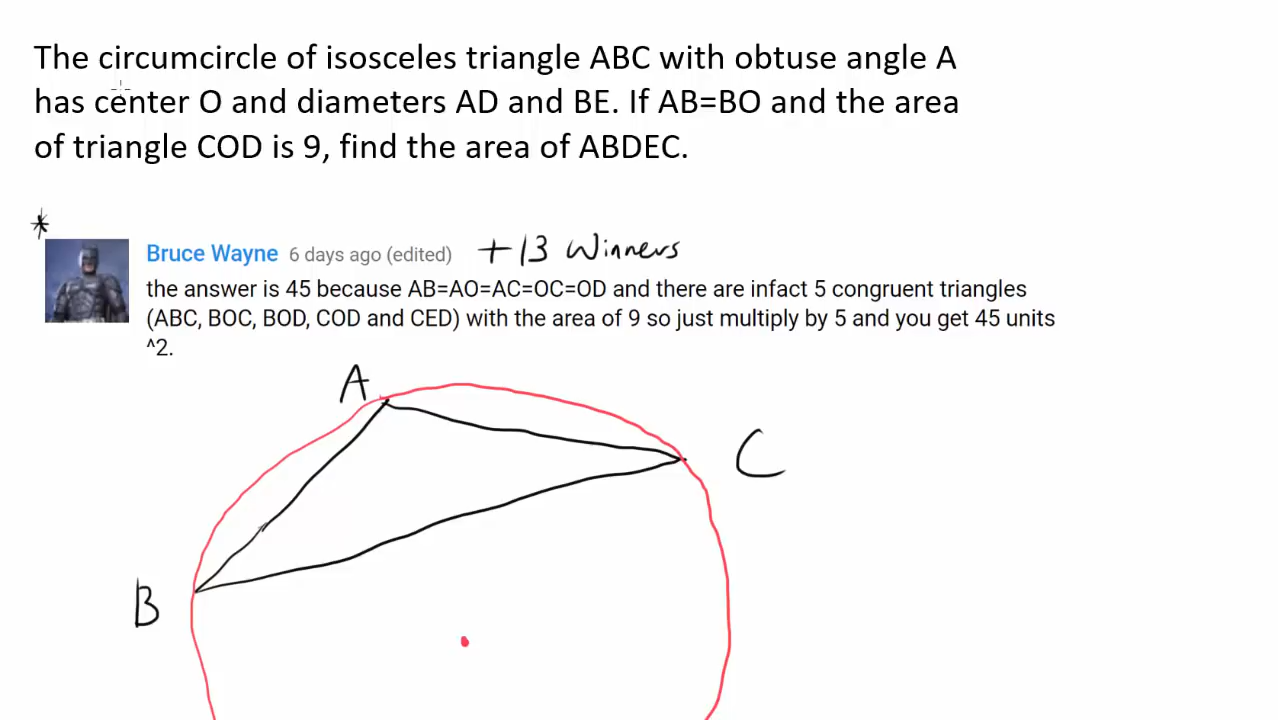 The circumcircle of isosceles triangle ABC with obtuse angle A
has center O and diameters AD and BE. If AB=BO and the area
of triangle COD is 9, find the area of ABDEC.
*
Bruce Wayne 6 days ago (edited) +13 Winners
the answer is 45 because AB=AO=AC=OC=OD and there are infact 5 congruent triangles
(ABC, BOC, BOD, COD and CED) with the area of 9 so just multiply by 5 and you get 45 units
^2.
A
C
B